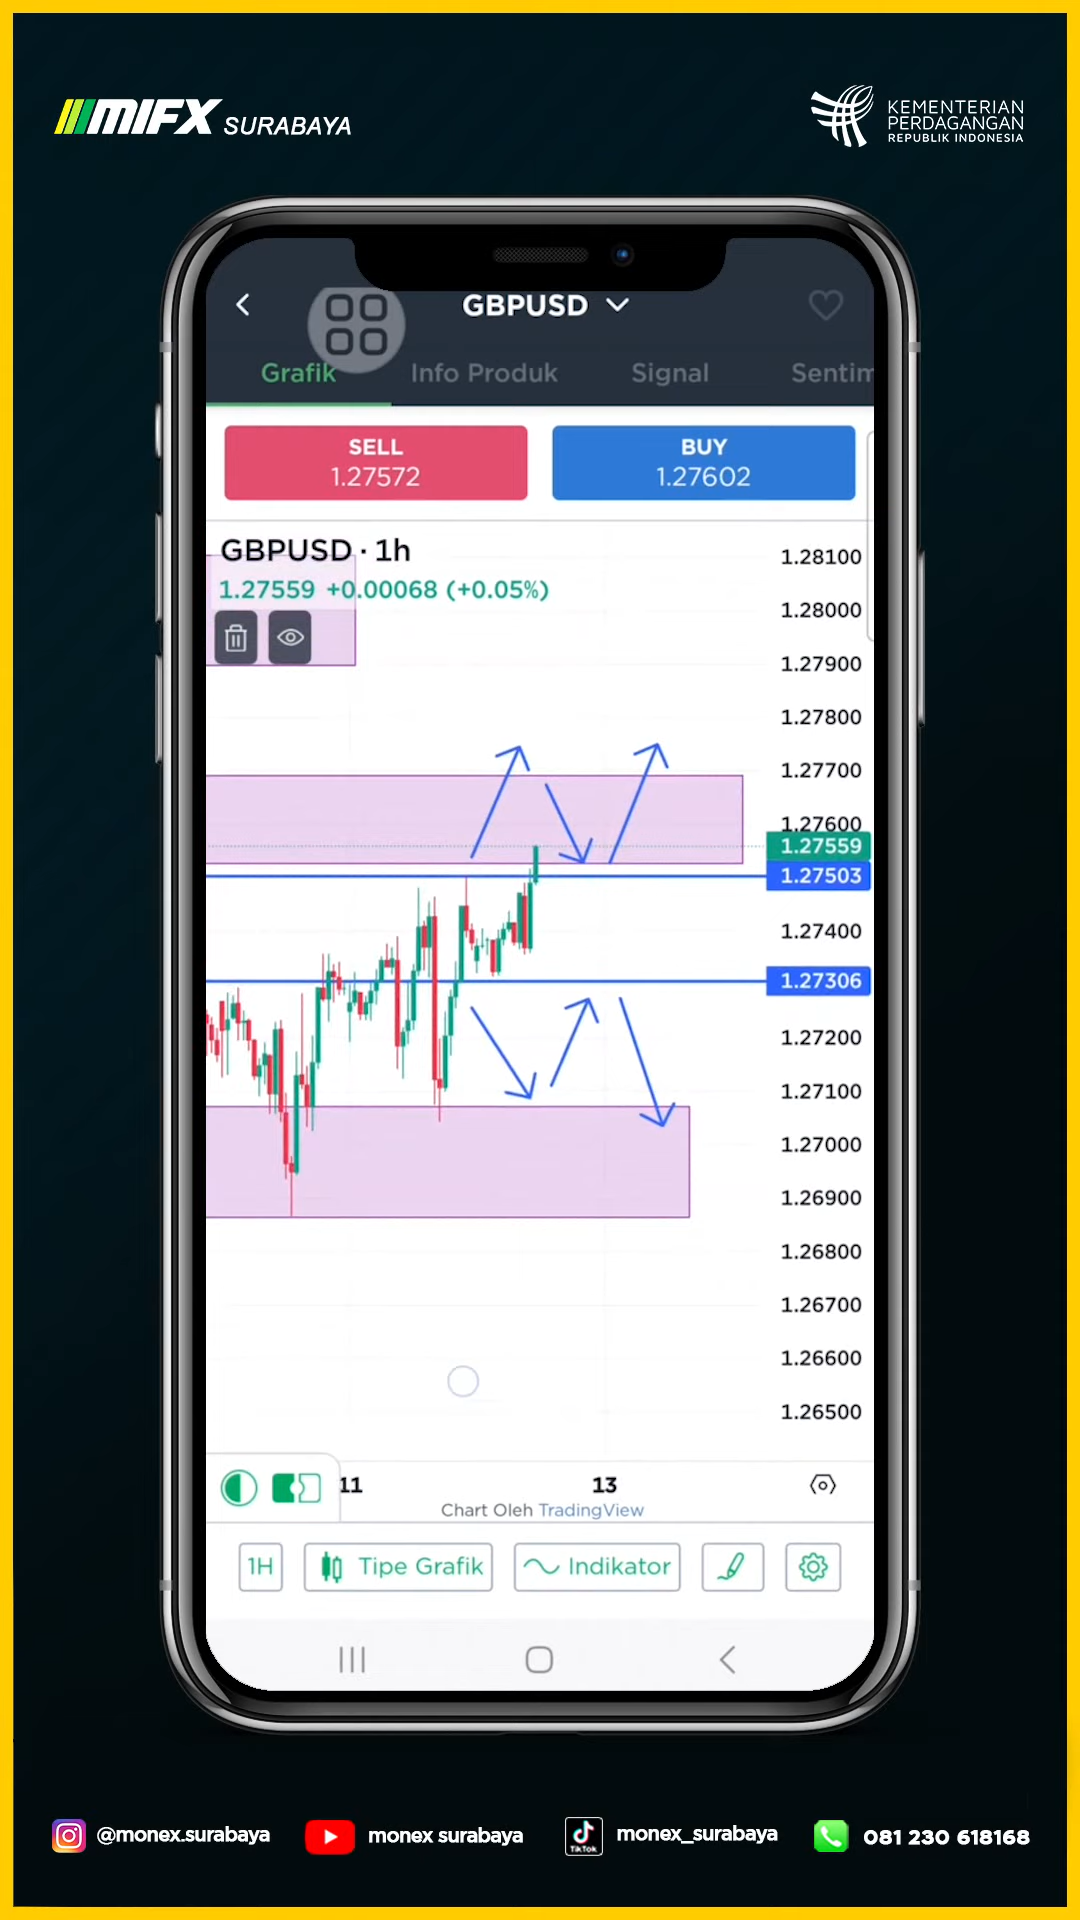 MIFX SURABAYA
KEMENTERIAN
PERDAGANGAN
REPUBLIK INDONESIA
GBPUSD
Grafik
Info Produk
Signal
Sentim
SELL
1.27572
BUY
1.27602
GBPUSD · 1h
1.27559 +0.00068 (+0.05%)
1.28100
1.28000
1.27900
1.27800
1.27700
1.27600
1.27559
1.27503
1.27400
1.27306
1.27200
1.27100
1.27000
1.26900
1.26800
1.26700
1.26600
1.26500
11
13
Chart Oleh TradingView
1H
Tipe Grafik
Indikator
@monex.surabaya
monex surabaya
TikTok
monex_surabaya
081 230 618168